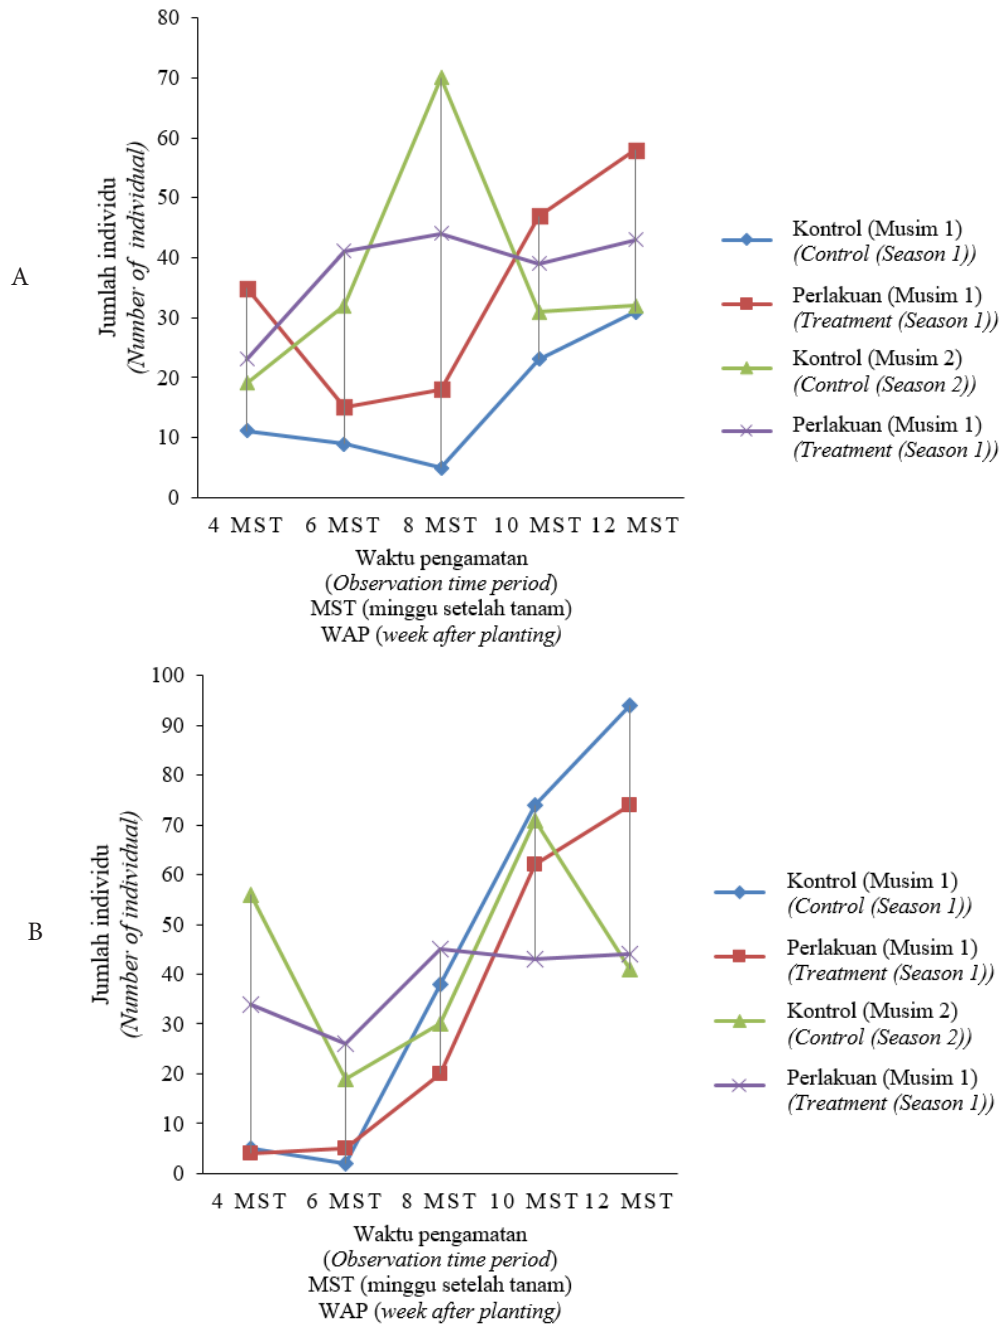 A
Jumlah individu
(Number of individual)
80
70
60
50
40
30
20
10
0
4 MST 6 MST 8 MST 10 MST 12 MST
Waktu pengamatan
(Observation time period)
MST (minggu setelah tanam)
WAP (week after planting)
Kontrol (Musim 1)
(Control (Season 1))
Perlakuan (Musim 1)
(Treatment (Season 1))
Kontrol (Musim 2)
(Control (Season 2))
Perlakuan (Musim 1)
(Treatment (Season 1))
B
Jumlah individu
(Number of individual)
100
90
80
70
60
50
40
30
20
10
0
4 MST 6 MST 8 MST 10 MST 12 MST
Waktu pengamatan
(Observation time period)
MST (minggu setelah tanam)
WAP (week after planting)
Kontrol (Musim 1)
(Control (Season 1))
Perlakuan (Musim 1)
(Treatment (Season 1))
Kontrol (Musim 2)
(Control (Season 2))
Perlakuan (Musim 1)
(Treatment (Season 1))